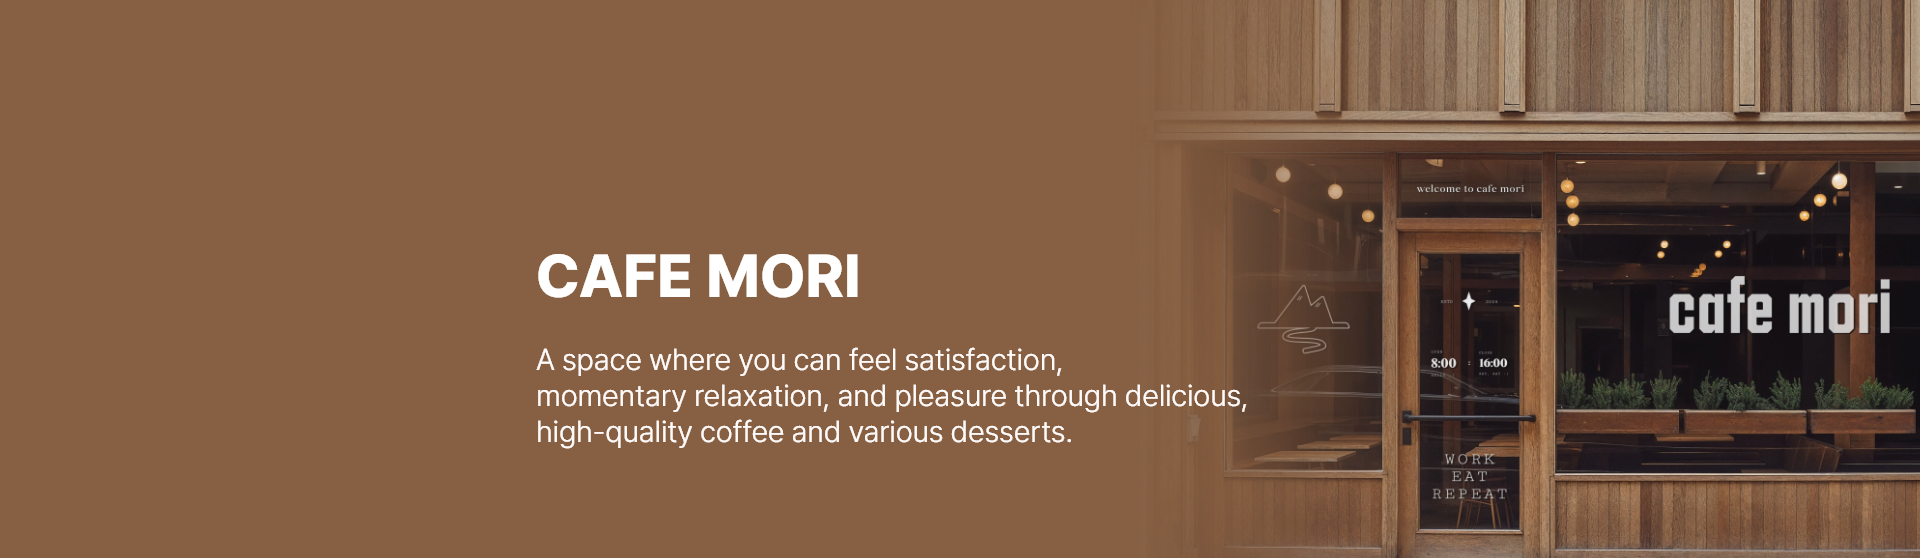 CAFE MORI
A space where you can feel satisfaction,
momentary relaxation, and pleasure through delicious,
high-quality coffee and various desserts.
welcome to cafe mori
8:00 : 16:00
WORK
EAT
REPEAT
cafe mori